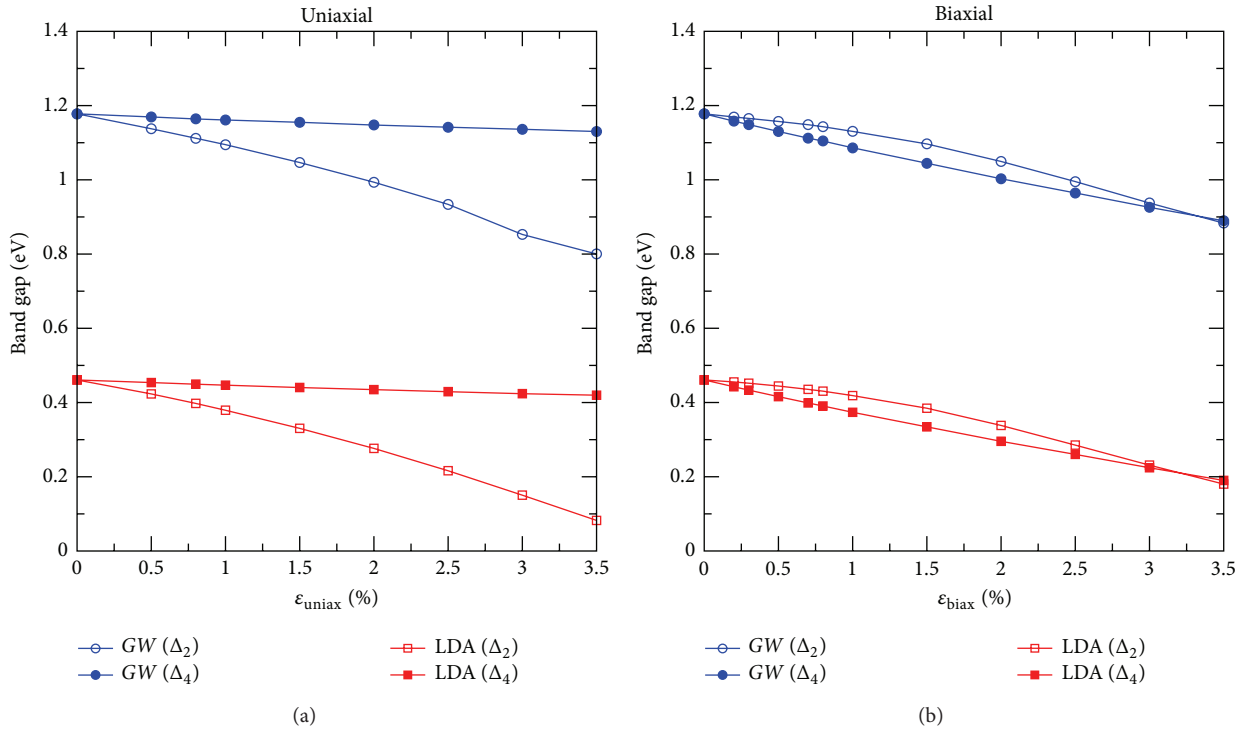 Uniaxial
1.4
1.2
1
0.8
0.6
0.4
0.2
0
Band gap (eV)
0 0.5 1 1.5 2 2.5 3 3.5
εuniax (%)
GW (Δ2) LDA (Δ2)
GW (Δ4) LDA (Δ4)
(a)
Biaxial
1.4
1.2
1
0.8
0.6
0.4
0.2
0
Band gap (eV)
0 0.5 1 1.5 2 2.5 3 3.5
εbiax (%)
GW (Δ2) LDA (Δ2)
GW (Δ4) LDA (Δ4)
(b)